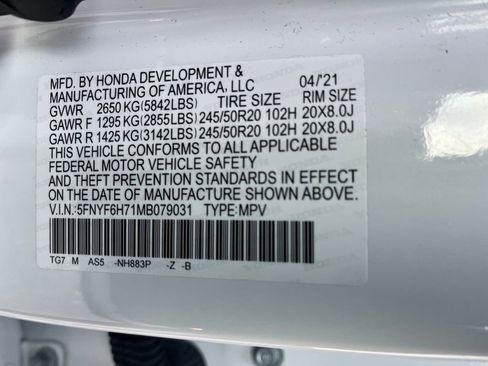 MFD. BY HONDA DEVELOPMENT & 04/'21
MANUFACTURING OF AMERICA, LLC
GVWR 2650 KG(5842LBS) TIRE SIZE RIM SIZE
GAWR F 1295 KG(2855LBS) 245/50R20 102H 20X8.0J
GAWR R 1425 KG(3142LBS) 245/50R20 102H 20X8.0J
THIS VEHICLE CONFORMS TO ALL APPLICABLE
FEDERAL MOTOR VEHICLE SAFETY
AND THEFT PREVENTION STANDARDS IN EFFECT
ON THE DATE OF MANUFACTURE SHOWN ABOVE.
V.I.N.:5FNYF6H71MB079031 TYPE:MPV
TG7 M AS5 -NH883P -Z -B